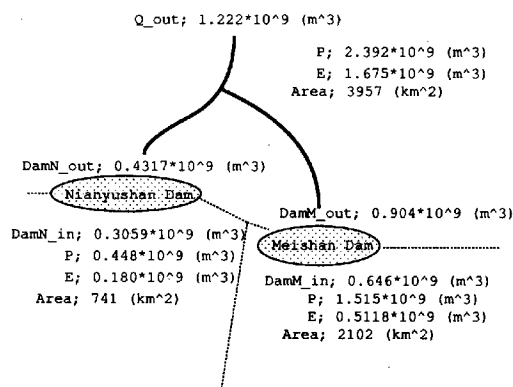 Q_out; 1.222*10^9 (m^3)
P; 2.392*10^9 (m^3)
E; 1.675*10^9 (m^3)
Area; 3957 (km^2)
DamN_out; 0.4317*10^9 (m^3)
Nianyushan Dam
DamN_in; 0.3059*10^9 (m^3)
P; 0.448*10^9 (m^3)
E; 0.180*10^9 (m^3)
Area; 741 (km^2)
DamM_out; 0.904*10^9 (m^3)
Meishan Dam
DamM_in; 0.646*10^9 (m^3)
P; 1.515*10^9 (m^3)
E; 0.5118*10^9 (m^3)
Area; 2102 (km^2)